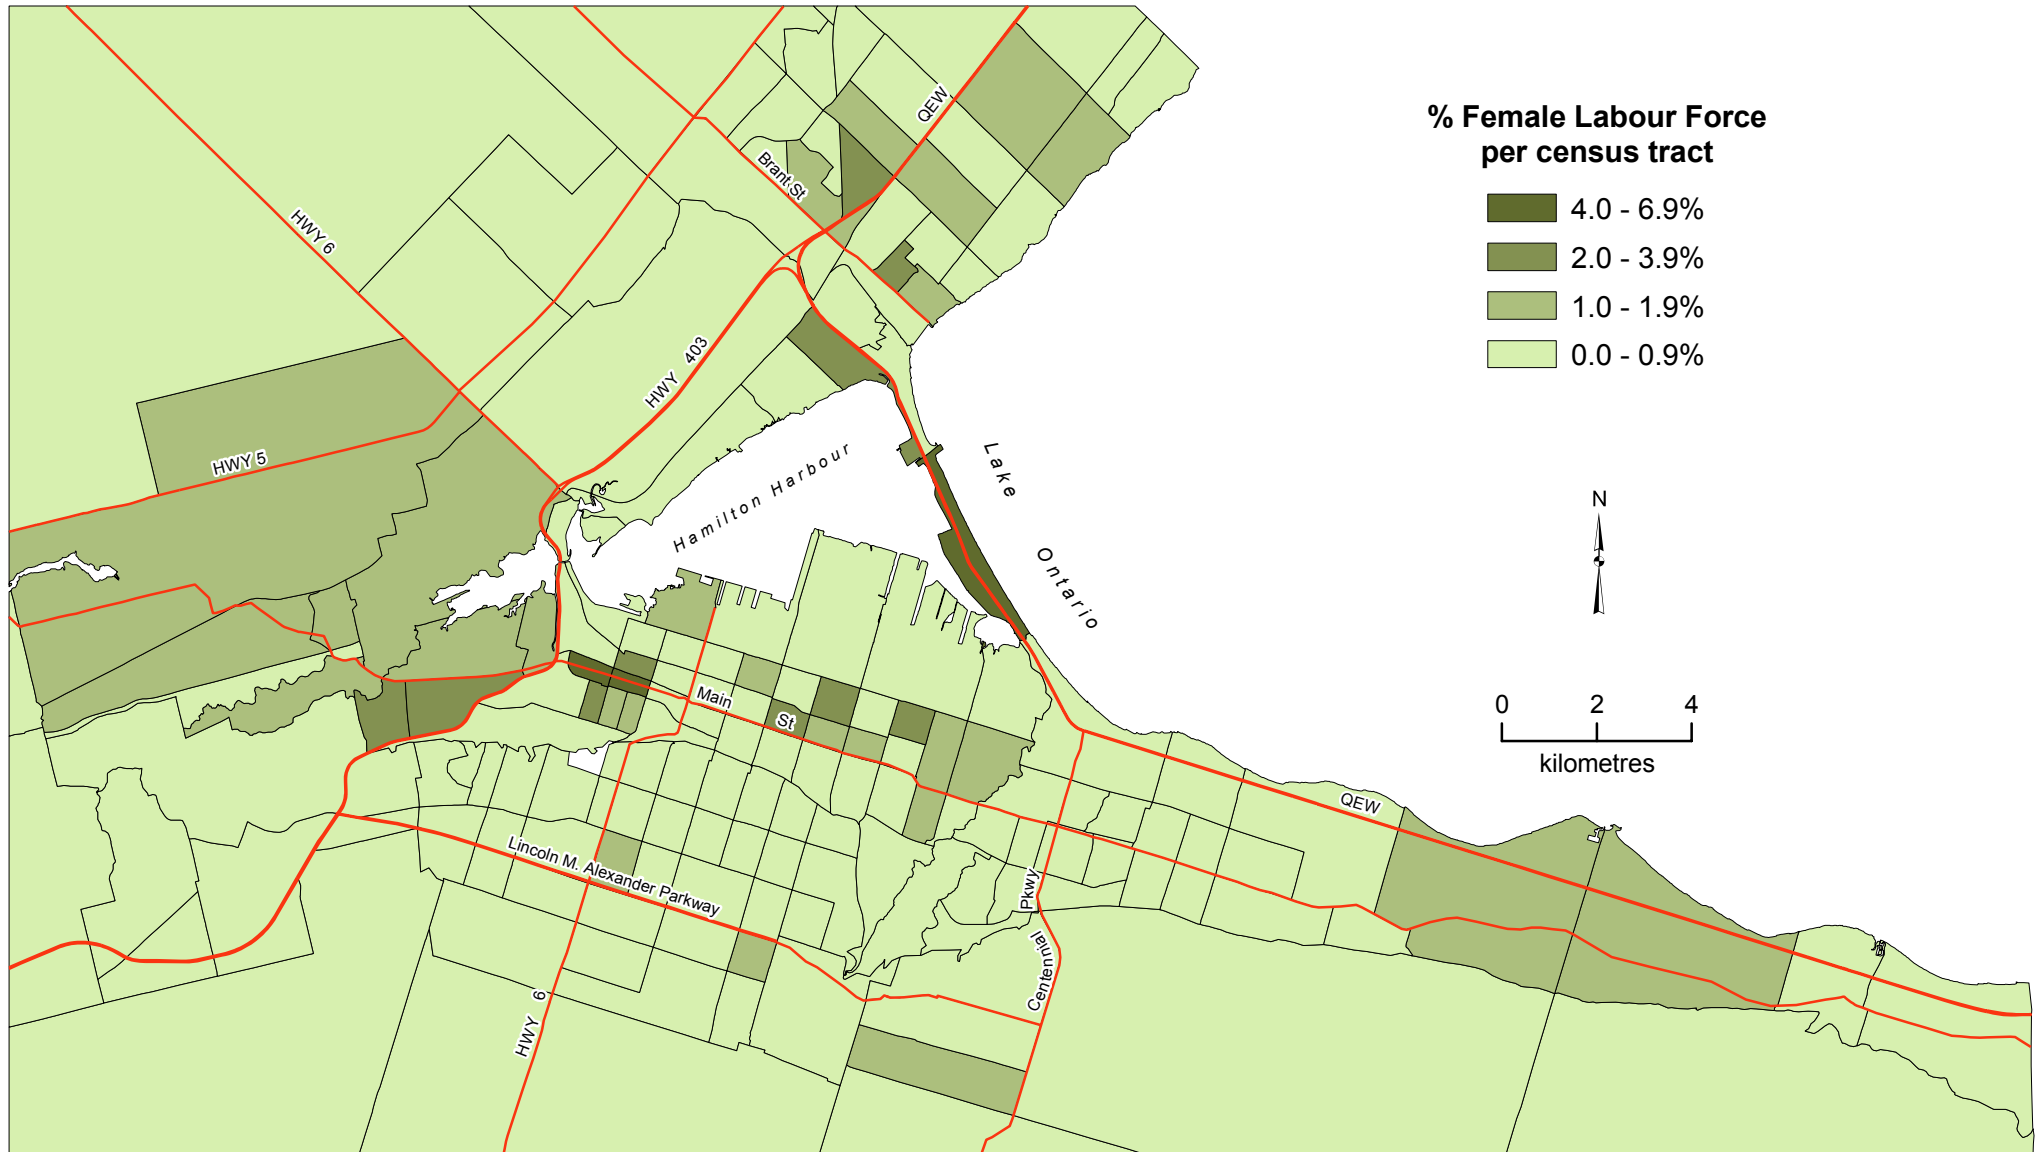 % Female Labour Force
per census tract
4.0 - 6.9%
2.0 - 3.9%
1.0 - 1.9%
0.0 - 0.9%
QEW
Brant St
HWY 6
HWY 403
HWY 5
Hamilton Harbour
Lake
Ontario
N
0 2 4
kilometres
Main
St
QEW
Lincoln M. Alexander Parkway
Centennial Pkwy
HWY 6